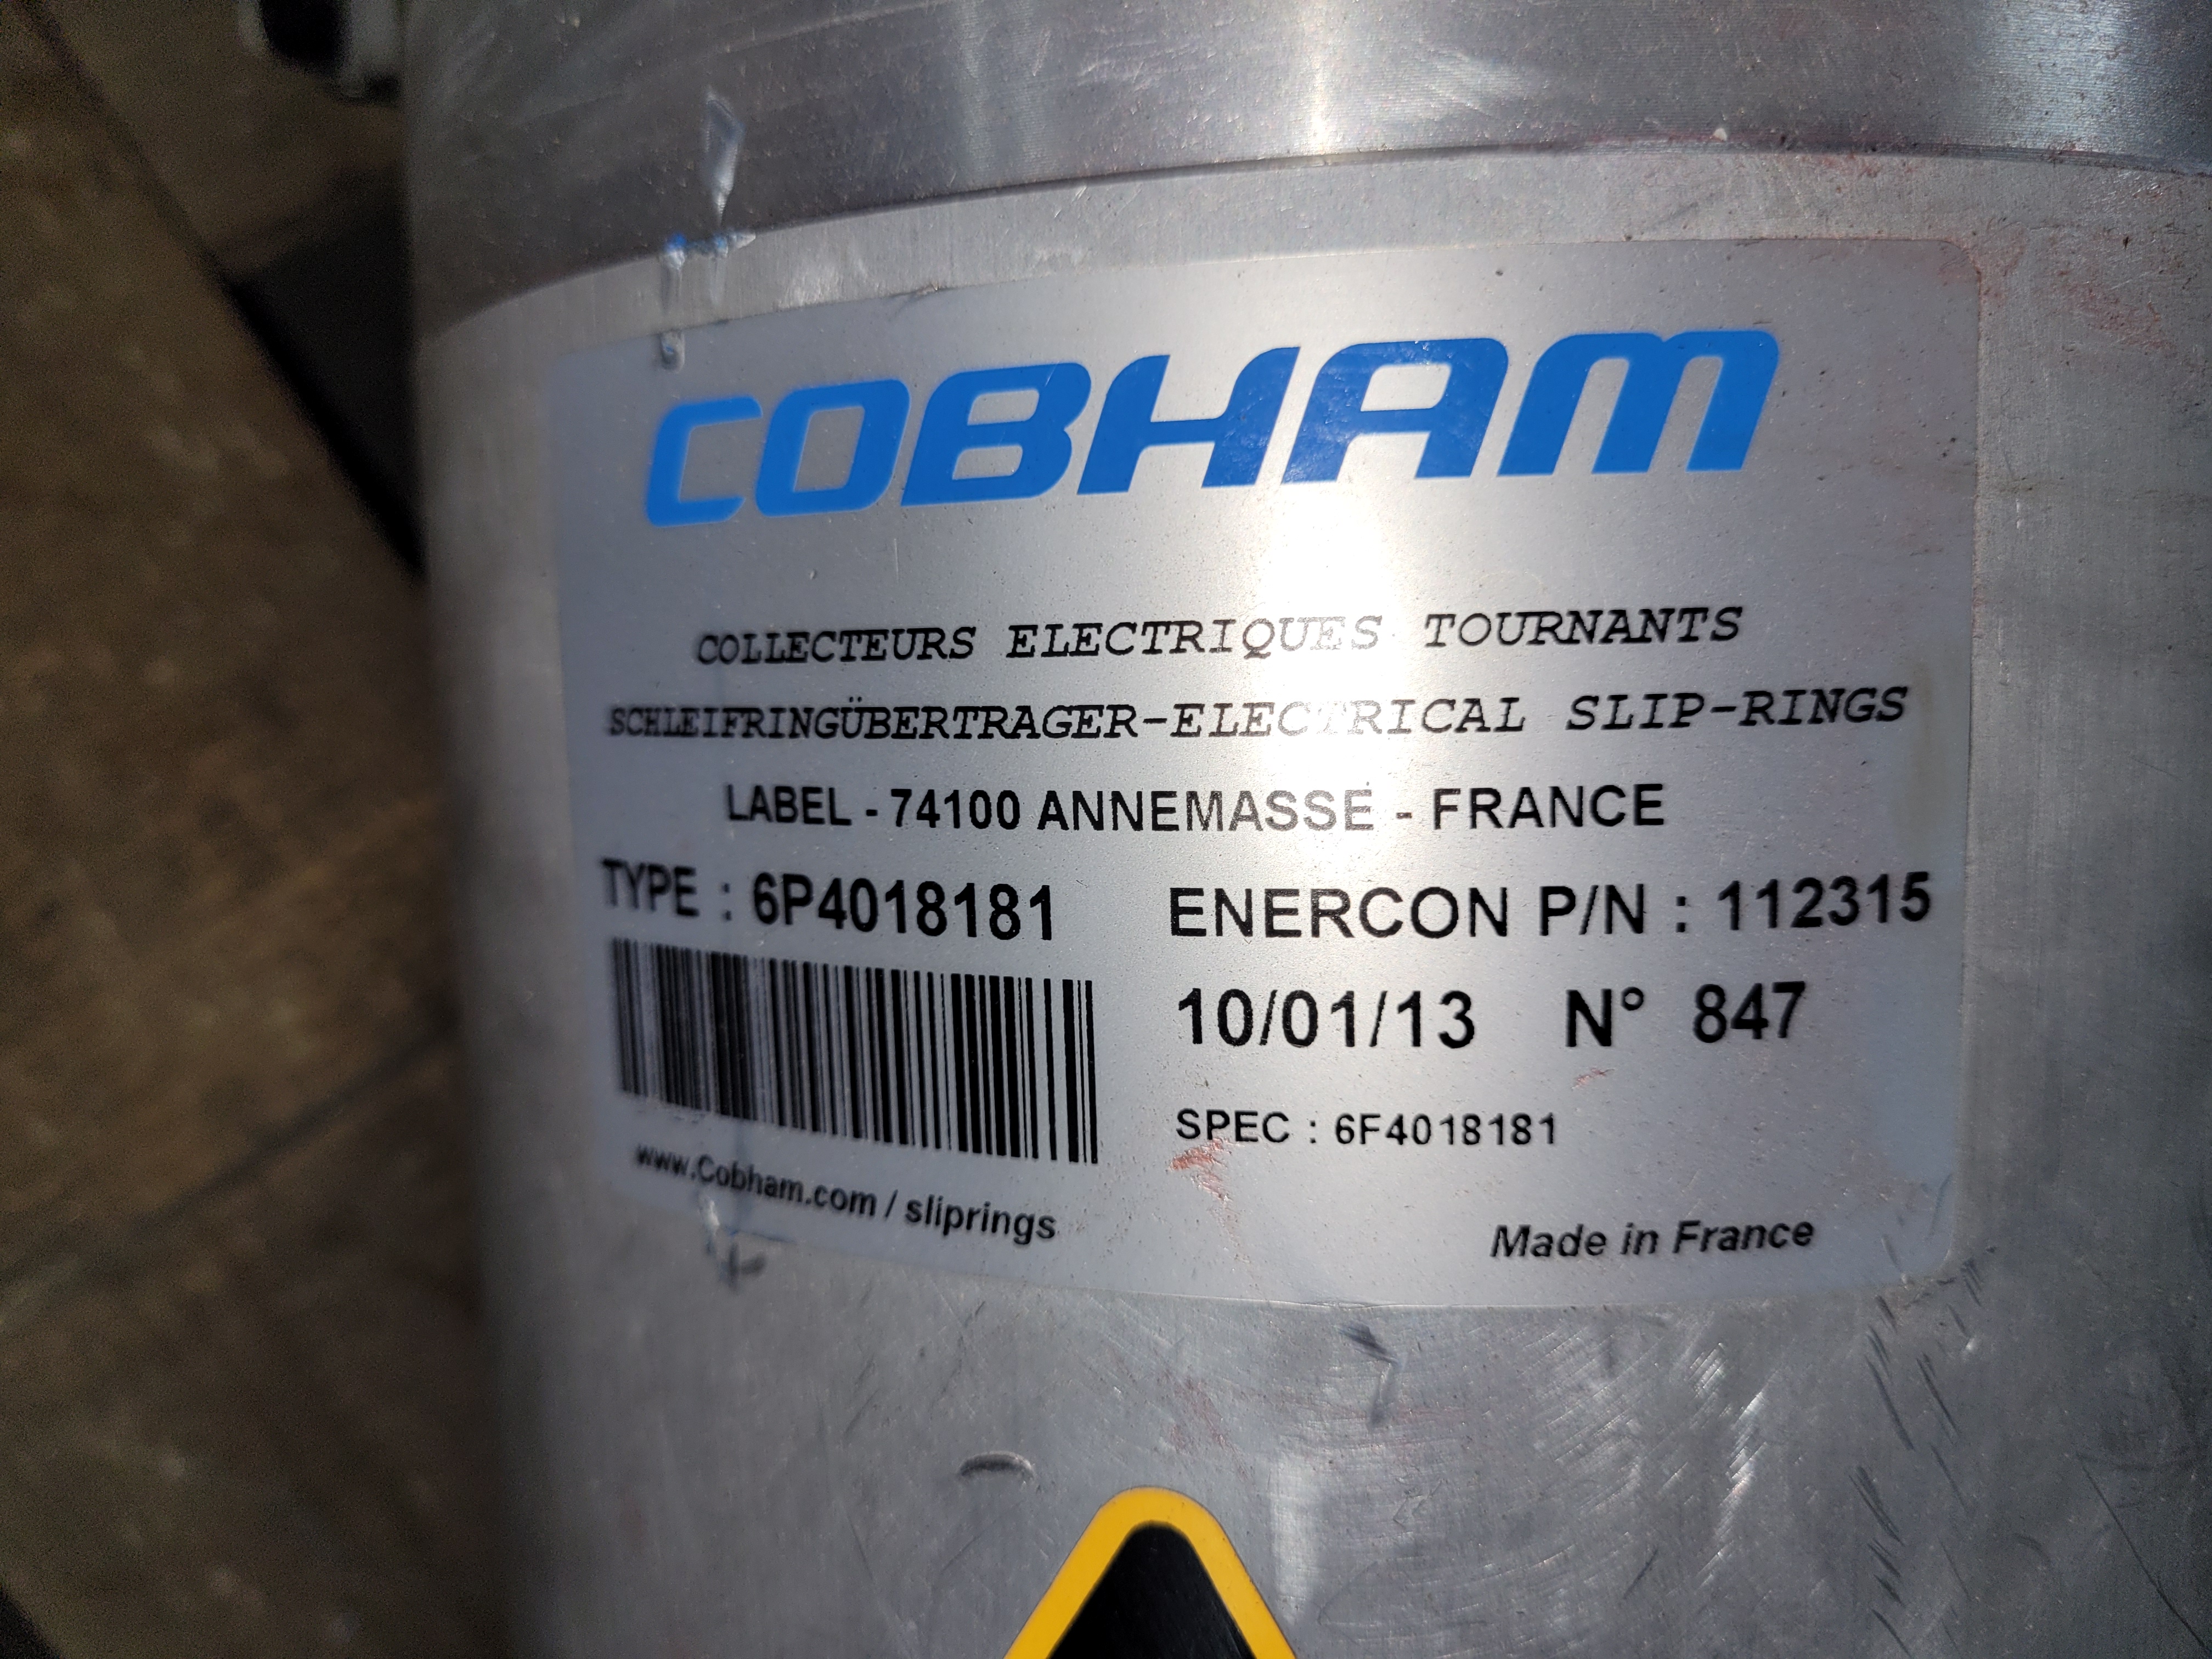 COBHAM
COLLECTEURS ELECTRIQUES TOURNANTS
SCHLEIFRINGÜBERTRAGER-ELECTRICAL SLIP-RINGS
LABEL - 74100 ANNEMASSE - FRANCE
TYPE : 6P4018181 ENERCON P/N : 112315
10/01/13 N° 847
SPEC : 6F4018181
www.Cobham.com / sliprings
Made in France